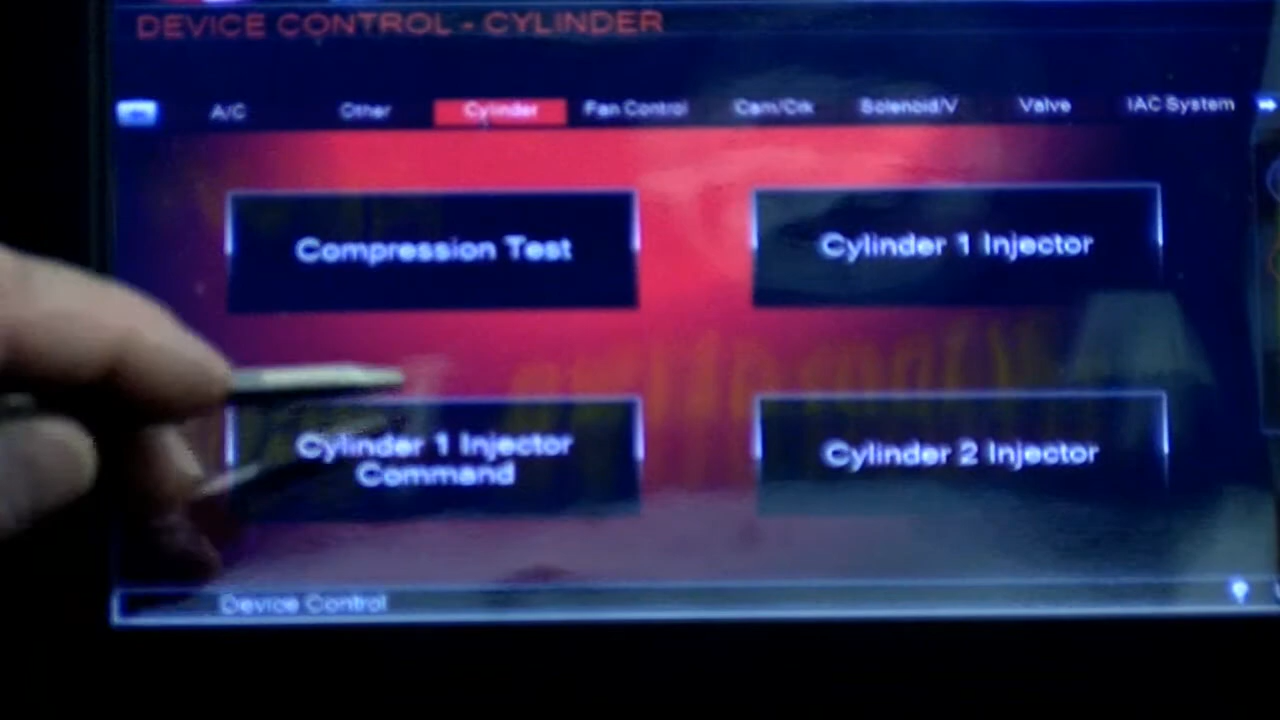 DEVICE CONTROL - CYLINDER
A/C Other Cylinder Fan Control Cam/Crk Solenoid/V Valve IAC System
Compression Test
Cylinder 1 Injector
Cylinder 1 Injector
Command
Cylinder 2 Injector
Device Control